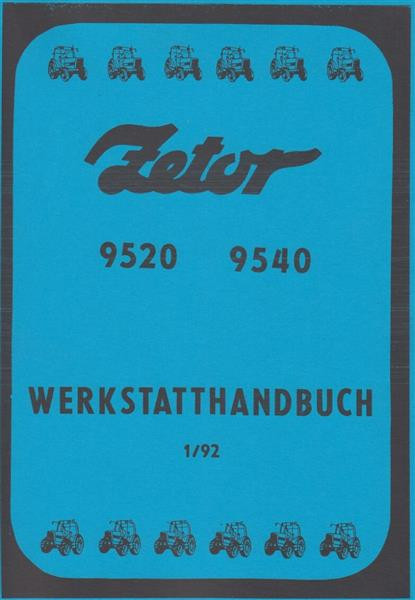 Zetor
9520 9540
WERKSTATTHANDBUCH
1/92